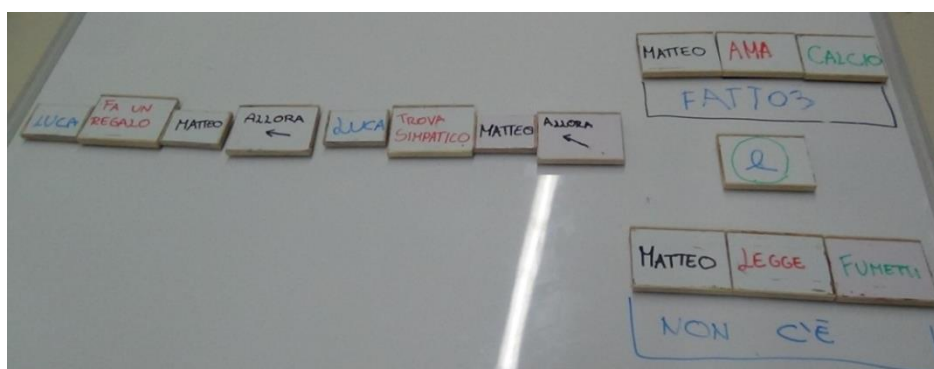 MATTEO AMA CALCIO
FATTO3
LUCA FA UN REGALO MATTEO ALLORA ← LUCA TROVA SIMPATICO MATTEO ALLORA ↖
e
MATTEO LEGGE FUMETTI
NON C'È